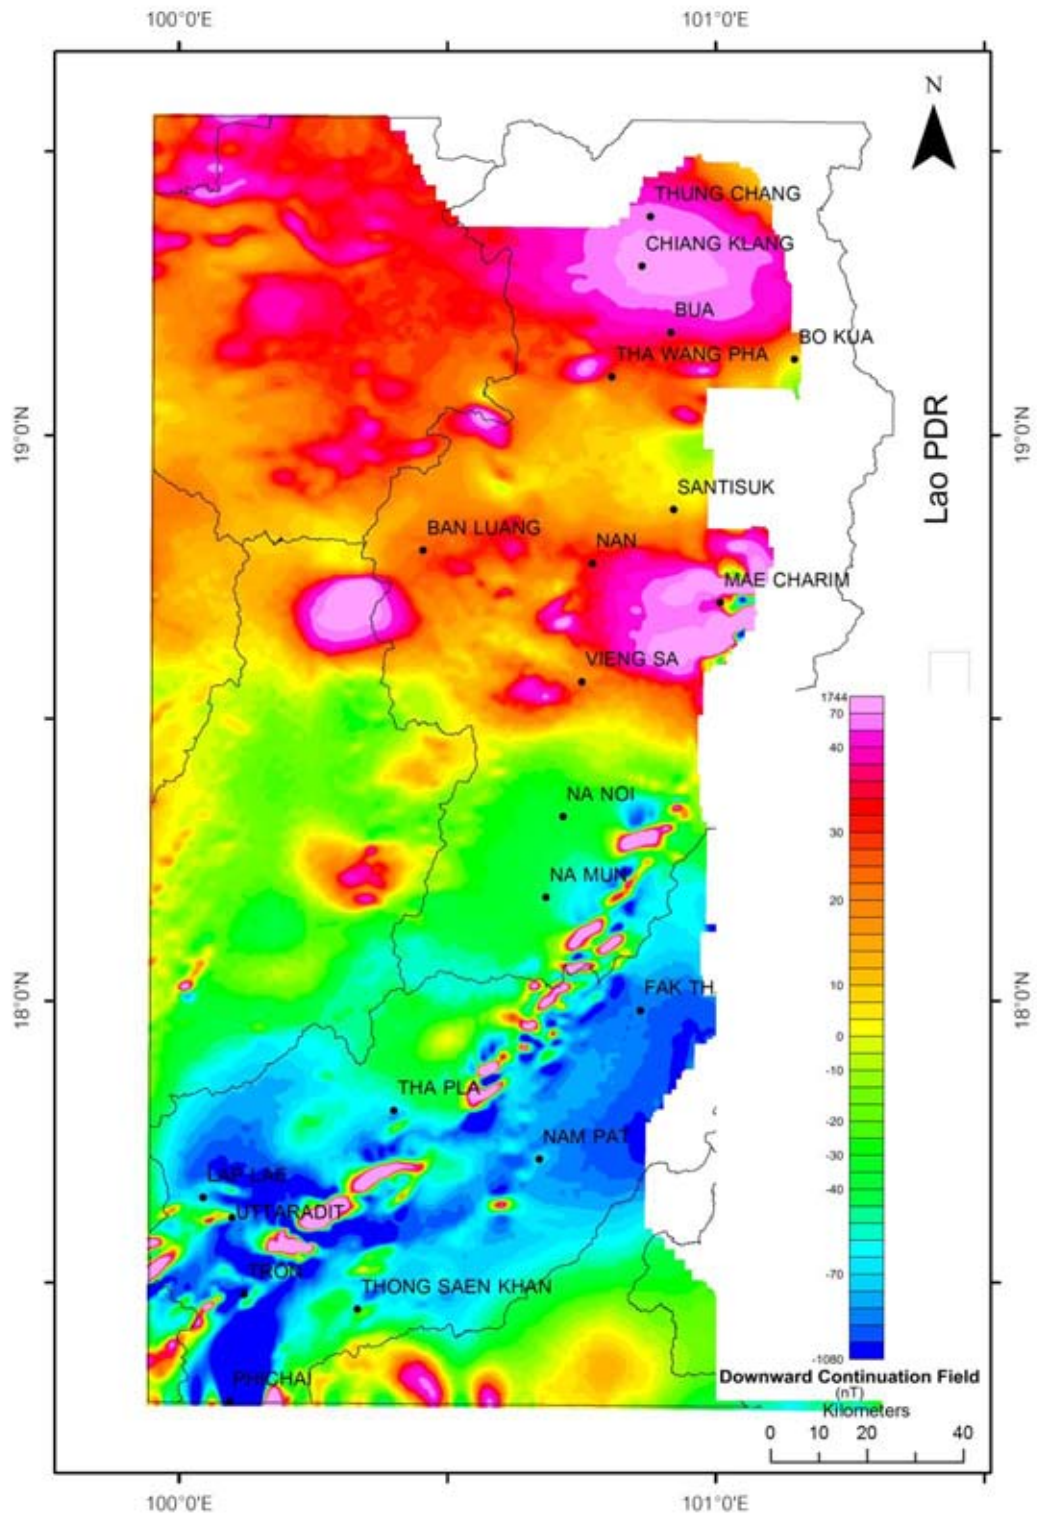 100°0'E 101°0'E
N
THUNG CHANG
CHIANG KLANG
BUA
BO KUA
THA WANG PHA
19°0'N 19°0'N
Lao PDR
SANTISUK
BAN LUANG
NAN
MAE CHARIM
VIENG SA
1744
70
40
NA NOI
30
NA MUN
20
FAK TH
10
18°0'N 18°0'N
0
-10
THA PLA
-20
NAM PAT
-30
LAP LAE
-40
UTTARADIT
TRON
-70
THONG SAEN KHAN
-1080
PHICHAI
Downward Continuation Field
(nT)
Kilometers
0 10 20 40
100°0'E 101°0'E